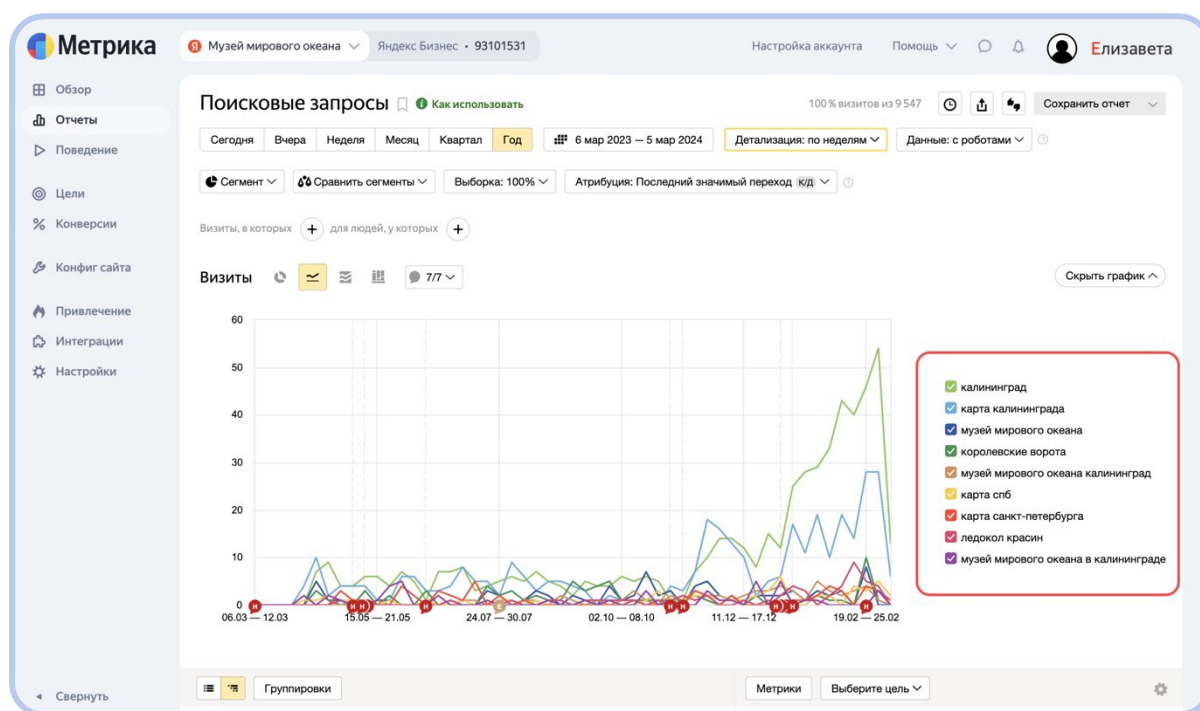 Метрика
Музей мирового океана
Яндекс Бизнес • 93101531
Настройка аккаунта
Помощь
Елизавета
Обзор
Отчеты
Поведение
Цели
Конверсии
Конфиг сайта
Привлечение
Интеграции
Настройки
Свернуть
Поисковые запросы
Как использовать
100 % визитов из 9 547
Сохранить отчет
Сегодня Вчера Неделя Месяц Квартал Год
6 мар 2023 — 5 мар 2024
Детализация: по неделям
Данные: с роботами
Сегмент
Сравнить сегменты
Выборка: 100%
Атрибуция: Последний значимый переход к/д
Визиты, в которых + для людей, у которых +
Визиты
7/7
Скрыть график
60
50
40
30
20
10
0
Н Н Н Н Е Н Н Н Н Н
06.03 — 12.03 15.05 — 21.05 24.07 — 30.07 02.10 — 08.10 11.12 — 17.12 19.02 — 25.02
калининград
карта калининграда
музей мирового океана
королевские ворота
музей мирового океана калининград
карта спб
карта санкт-петербурга
ледокол красин
музей мирового океана в калининграде
Группировки
Метрики
Выберите цель